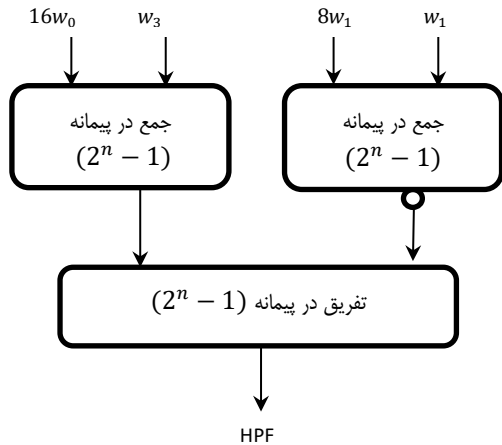 16w₀ w₃ 8w₁ w₁
جمع در پیمانه
(2ⁿ − 1)
جمع در پیمانه
(2ⁿ − 1)
تفریق در پیمانه (2ⁿ − 1)
HPF